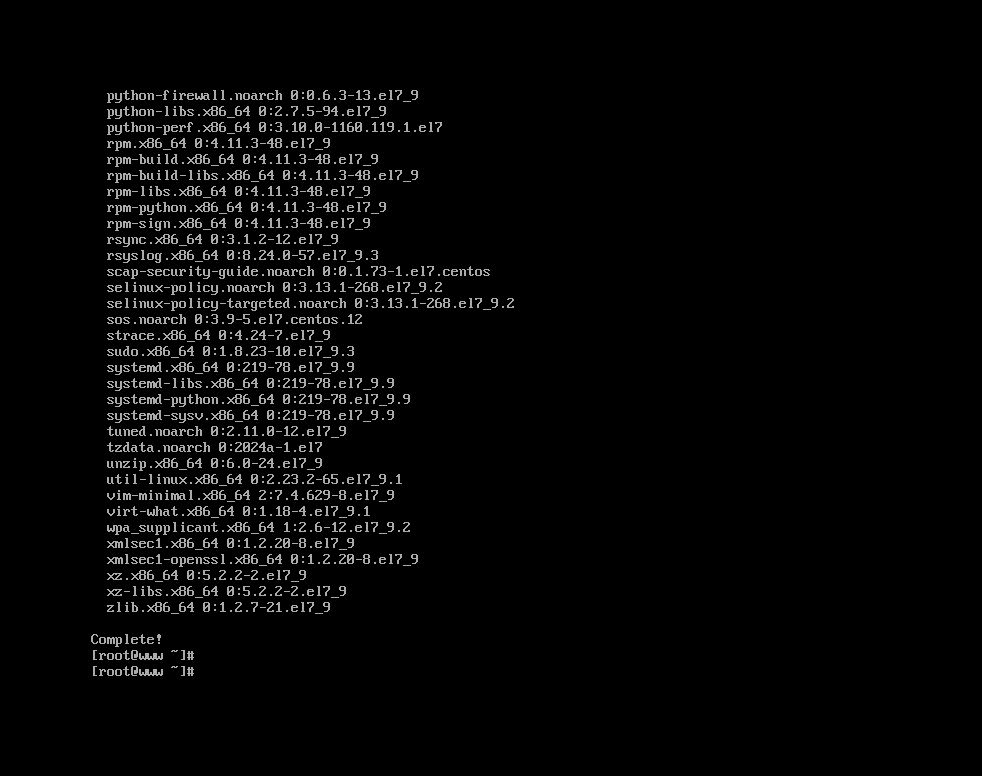 python-firewall.noarch 0:0.6.3-13.el7_9
python-libs.x86_64 0:2.7.5-94.el7_9
python-perf.x86_64 0:3.10.0-1160.119.1.el7
rpm.x86_64 0:4.11.3-48.el7_9
rpm-build.x86_64 0:4.11.3-48.el7_9
rpm-build-libs.x86_64 0:4.11.3-48.el7_9
rpm-libs.x86_64 0:4.11.3-48.el7_9
rpm-python.x86_64 0:4.11.3-48.el7_9
rpm-sign.x86_64 0:4.11.3-48.el7_9
rsync.x86_64 0:3.1.2-12.el7_9
rsyslog.x86_64 0:8.24.0-57.el7_9.3
scap-security-guide.noarch 0:0.1.73-1.el7.centos
selinux-policy.noarch 0:3.13.1-268.el7_9.2
selinux-policy-targeted.noarch 0:3.13.1-268.el7_9.2
sos.noarch 0:3.9-5.el7.centos.12
strace.x86_64 0:4.24-7.el7_9
sudo.x86_64 0:1.8.23-10.el7_9.3
systemd.x86_64 0:219-78.el7_9.9
systemd-libs.x86_64 0:219-78.el7_9.9
systemd-python.x86_64 0:219-78.el7_9.9
systemd-sysv.x86_64 0:219-78.el7_9.9
tuned.noarch 0:2.11.0-12.el7_9
tzdata.noarch 0:2024a-1.el7
unzip.x86_64 0:6.0-24.el7_9
util-linux.x86_64 0:2.23.2-65.el7_9.1
vim-minimal.x86_64 2:7.4.629-8.el7_9
virt-what.x86_64 0:1.18-4.el7_9.1
wpa_supplicant.x86_64 1:2.6-12.el7_9.2
xmlsec1.x86_64 0:1.2.20-8.el7_9
xmlsec1-openssl.x86_64 0:1.2.20-8.el7_9
xz.x86_64 0:5.2.2-2.el7_9
xz-libs.x86_64 0:5.2.2-2.el7_9
zlib.x86_64 0:1.2.7-21.el7_9
Complete!
[root@www ~]#
[root@www ~]#